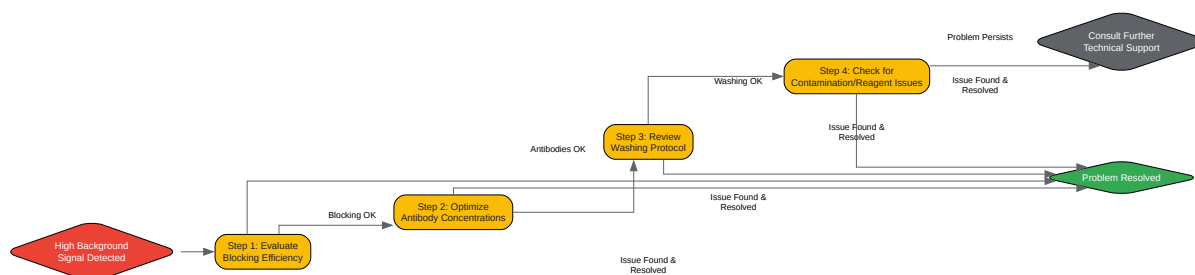 High Background
Signal Detected
Step 1: Evaluate
Blocking Efficiency
Blocking OK
Step 2: Optimize
Antibody Concentrations
Antibodies OK
Step 3: Review
Washing Protocol
Washing OK
Step 4: Check for
Contamination/Reagent Issues
Problem Persists
Consult Further
Technical Support
Issue Found &
Resolved
Issue Found &
Resolved
Issue Found &
Resolved
Issue Found &
Resolved
Problem Resolved